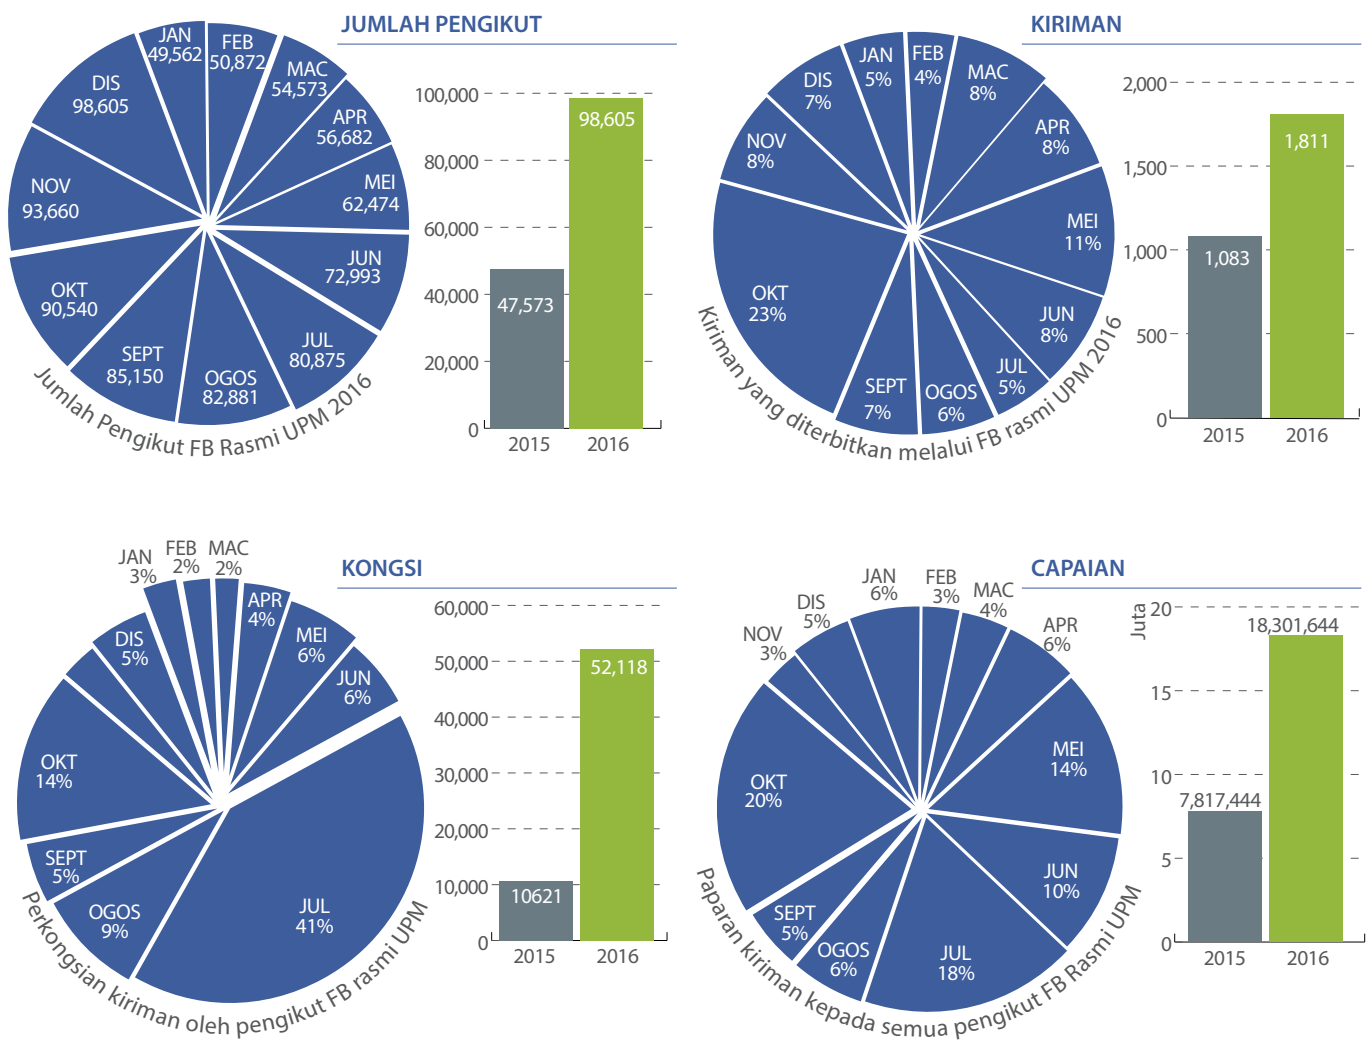 JUMLAH PENGIKUT
JAN
49,562
FEB
50,872
MAC
54,573
APR
56,682
MEI
62,474
JUN
72,993
JUL
80,875
OGOS
82,881
SEPT
85,150
OKT
90,540
NOV
93,660
DIS
98,605
Jumlah Pengikut FB Rasmi UPM 2016
100,000
80,000
60,000
40,000
20,000
0
47,573
98,605
2015
2016
KIRIMAN
JAN
5%
FEB
4%
MAC
8%
APR
8%
MEI
11%
JUN
8%
JUL
5%
OGOS
6%
SEPT
7%
OKT
23%
NOV
8%
DIS
7%
Kiriman yang diterbitkan melalui FB rasmi UPM 2016
2,000
1,500
1,000
500
0
1,083
1,811
2015
2016
KONGSI
JAN
3%
FEB
2%
MAC
2%
APR
4%
MEI
6%
JUN
6%
JUL
41%
OGOS
9%
SEPT
5%
OKT
14%
DIS
5%
Perkongsian kiriman oleh pengikut FB rasmi UPM
60,000
50,000
40,000
30,000
20,000
10,000
0
10621
52,118
2015
2016
CAPAIAN
JAN
6%
FEB
3%
MAC
4%
APR
6%
MEI
14%
JUN
10%
JUL
18%
OGOS
6%
SEPT
5%
OKT
20%
NOV
3%
DIS
5%
Paparan kiriman kepada semua pengikut FB Rasmi UPM
Juta
20
15
10
5
0
7,817,444
18,301,644
2015
2016